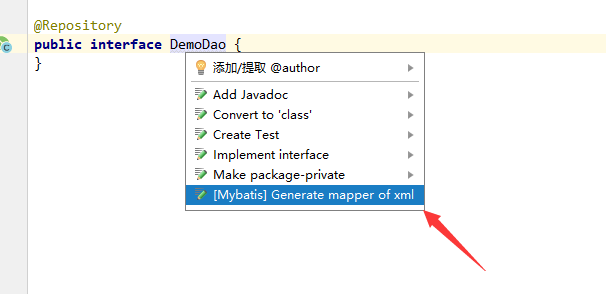 @Repository
public interface DemoDao {
}
添加/提取 @author
Add Javadoc
Convert to 'class'
Create Test
Implement interface
Make package-private
[Mybatis] Generate mapper of xml